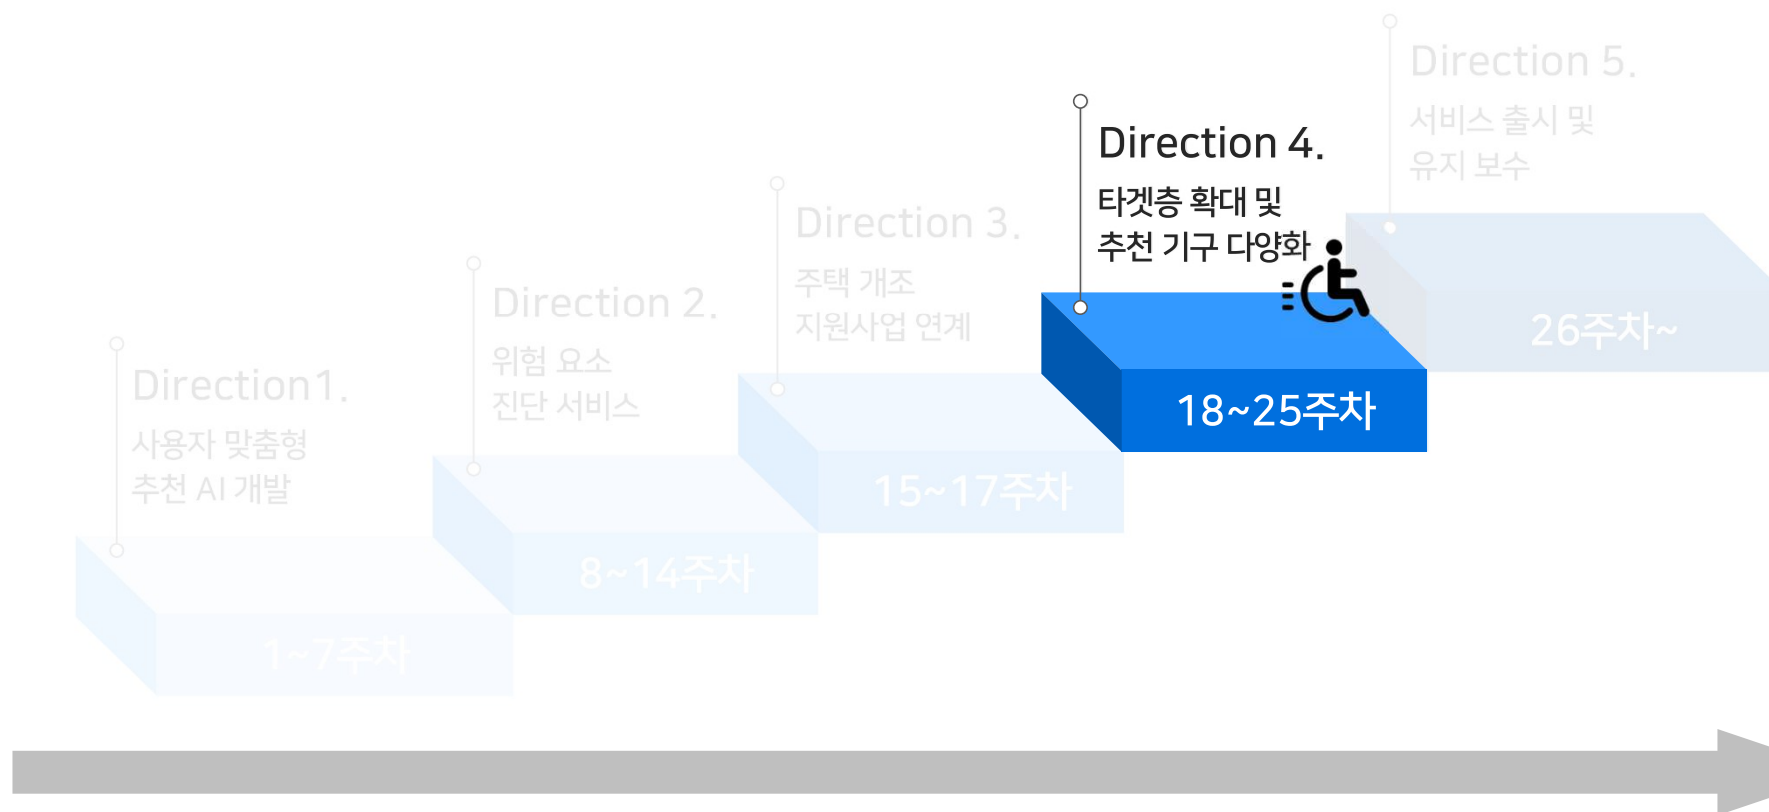 Direction1.
사용자 맞춤형
추천 AI 개발
1~7주차
Direction 2.
위험 요소
진단 서비스
8~14주차
Direction 3.
주택 개조
지원사업 연계
15~17주차
Direction 4.
타겟층 확대 및
추천 기구 다양화
18~25주차
Direction 5.
서비스 출시 및
유지 보수
26주차~